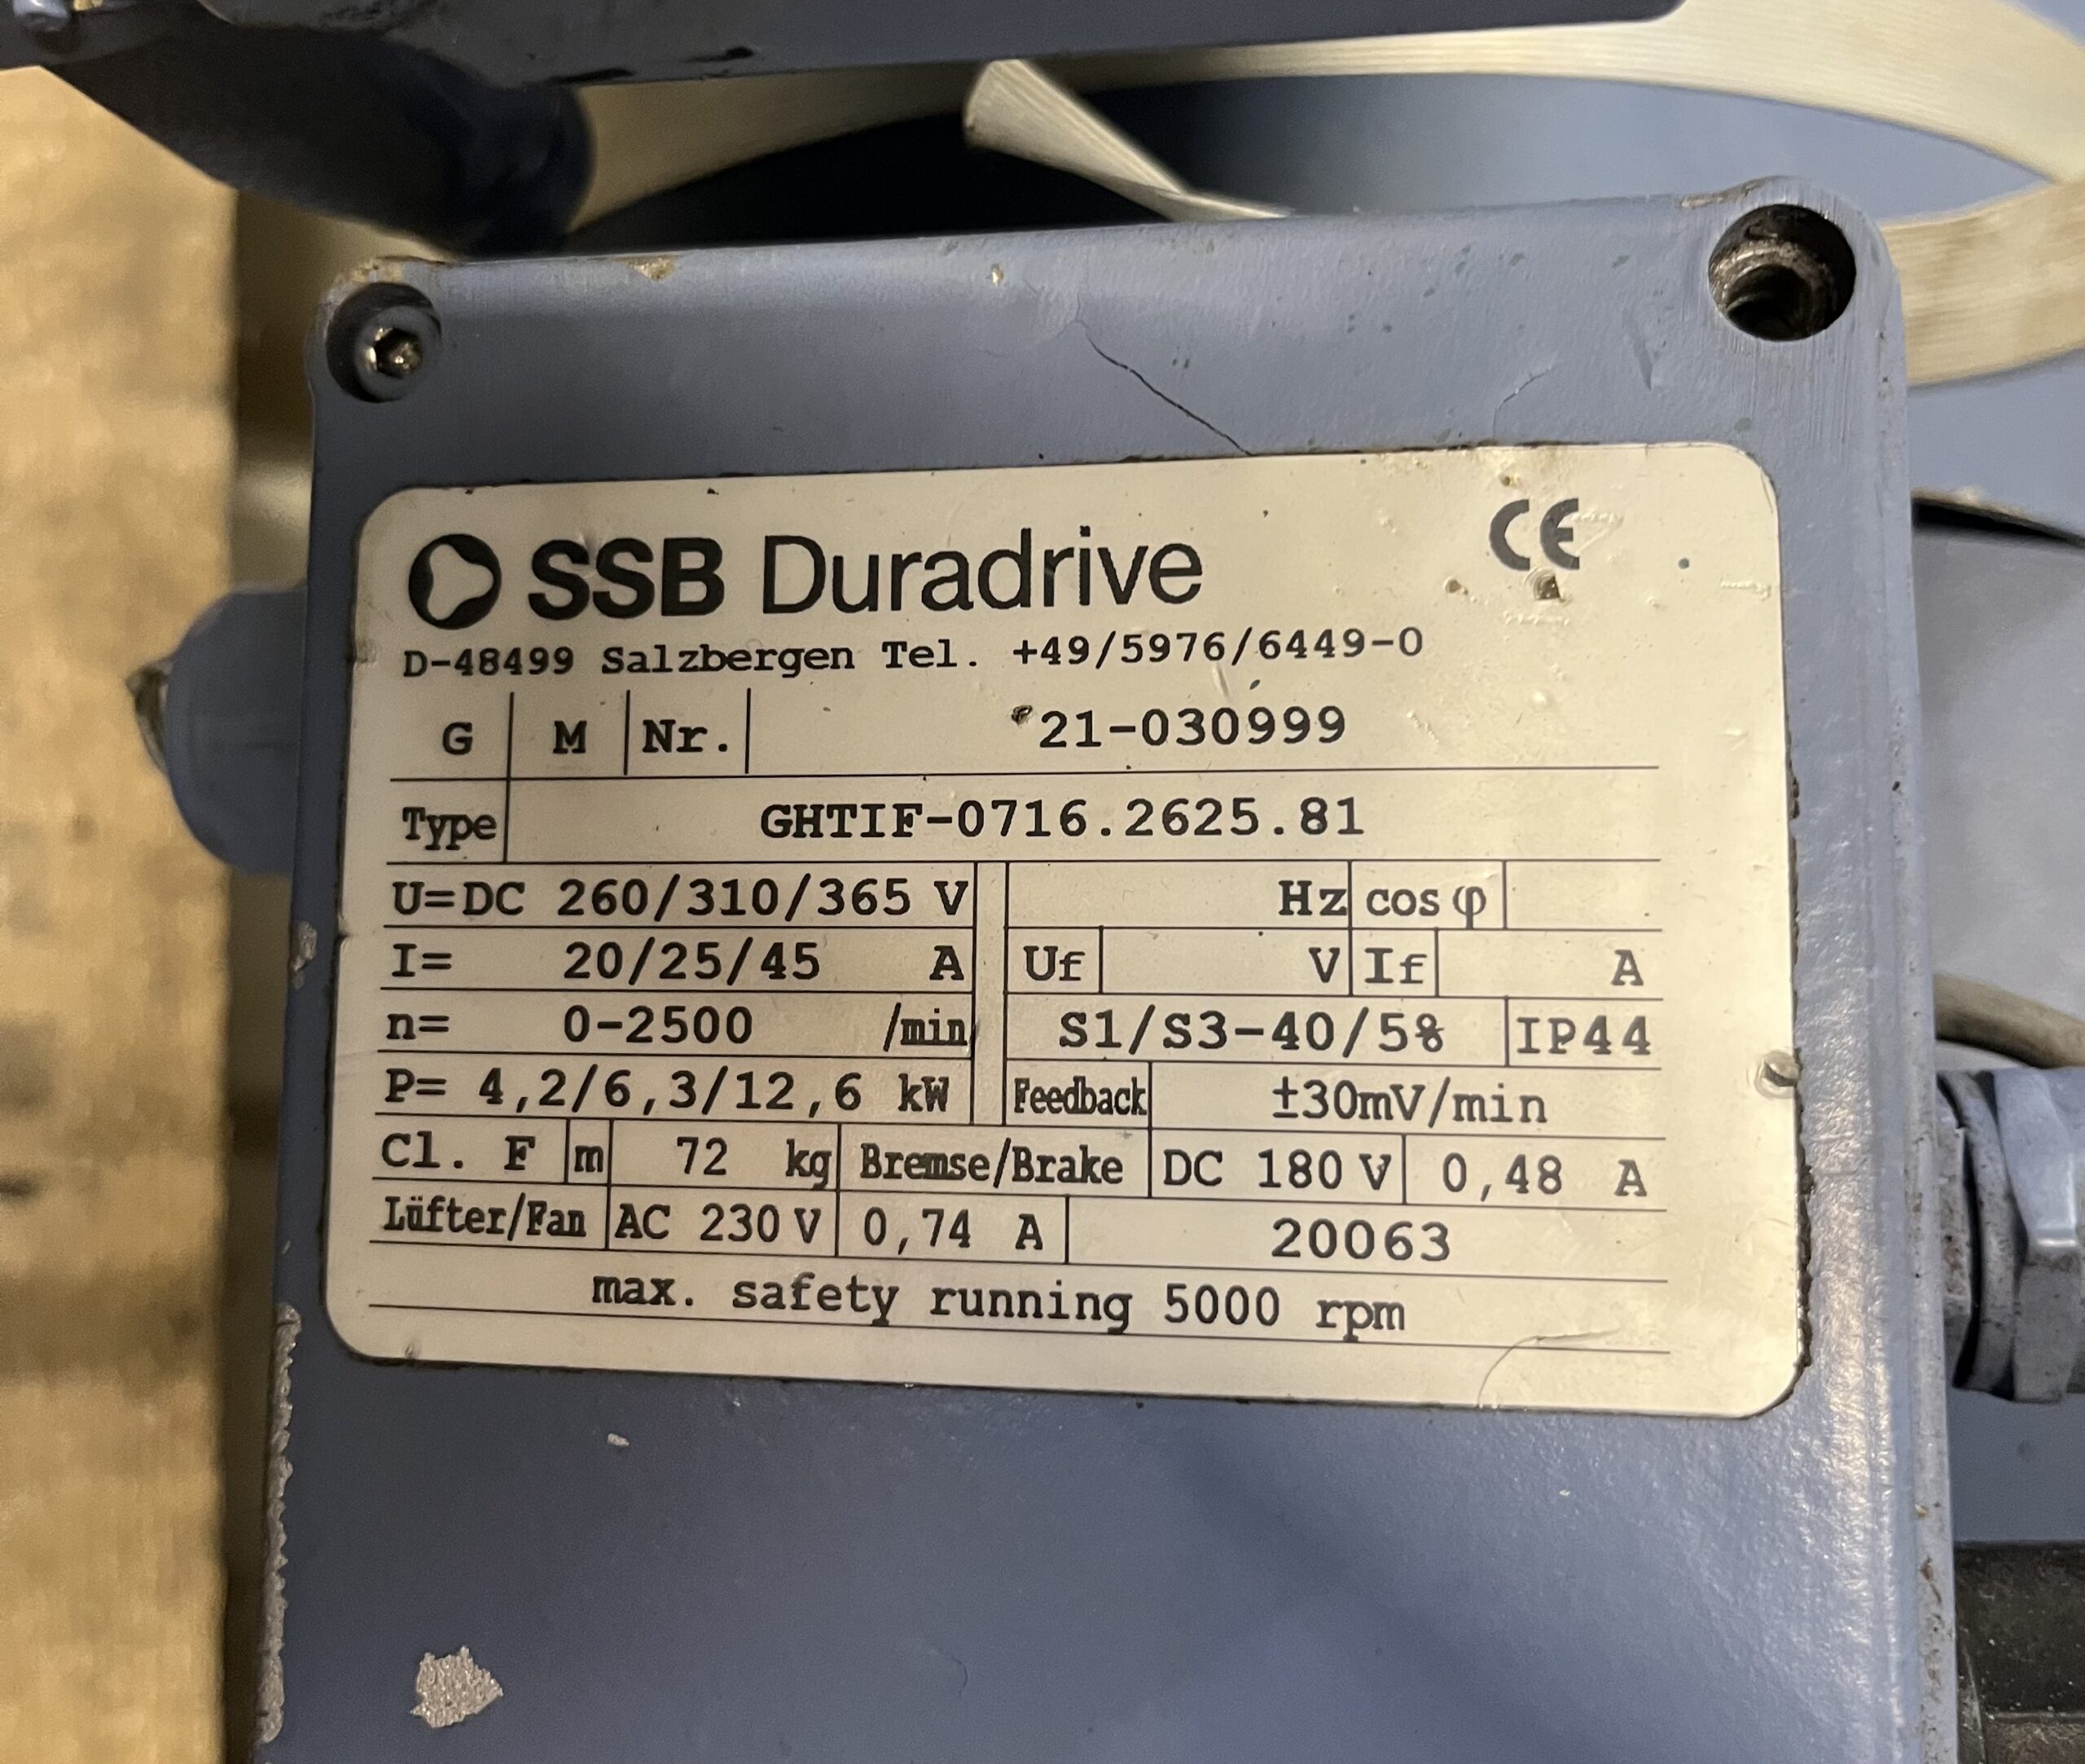 SSB Duradrive CE
D-48499 Salzbergen Tel. +49/5976/6449-0
G M Nr. 21-030999
Type GHTIF-0716.2625.81
U=DC 260/310/365 V Hz cos φ
I= 20/25/45 A Uf V If A
n= 0-2500 /min S1/S3-40/5% IP44
P= 4,2/6,3/12,6 kW Feedback ±30mV/min
Cl. F m 72 kg Bremse/Brake DC 180 V 0,48 A
Lüfter/Fan AC 230 V 0,74 A 20063
max. safety running 5000 rpm